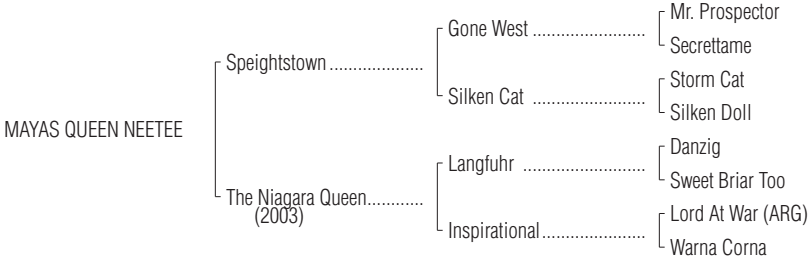 Mr. Prospector
Gone West ........................
Secrettame
Speightstown ....................
Storm Cat
Silken Cat ........................
Silken Doll
MAYAS QUEEN NEETEE
Danzig
Langfuhr ..........................
Sweet Briar Too
The Niagara Queen............
(2003)
Lord At War (ARG)
Inspirational......................
Warna Corna